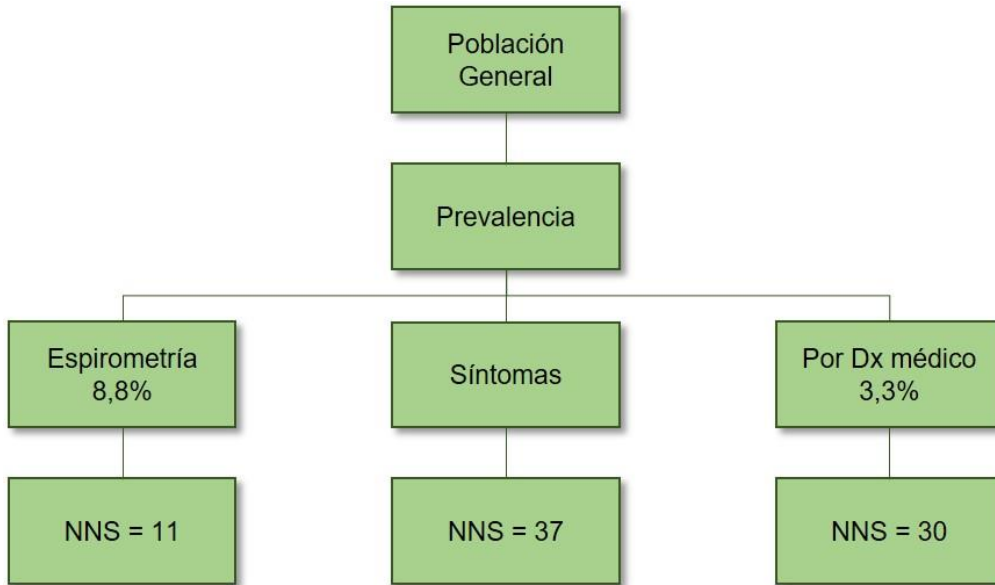 Población
General
Prevalencia
Espirometría
8,8%
Síntomas
Por Dx médico
3,3%
NNS = 11
NNS = 37
NNS = 30